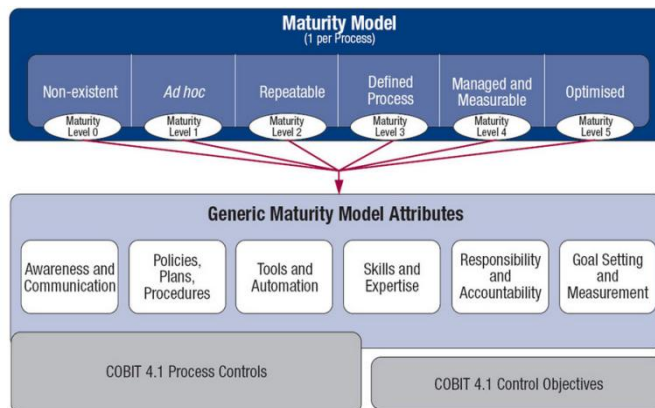 Maturity Model
(1 per Process)
Non-existent
Ad hoc
Repeatable
Defined
Process
Managed and
Measurable
Optimised
Maturity
Level 0
Maturity
Level 1
Maturity
Level 2
Maturity
Level 3
Maturity
Level 4
Maturity
Level 5
Generic Maturity Model Attributes
Awareness and
Communication
Policies,
Plans,
Procedures
Tools and
Automation
Skills and
Expertise
Responsibility
and
Accountability
Goal Setting
and
Measurement
COBIT 4.1 Process Controls
COBIT 4.1 Control Objectives